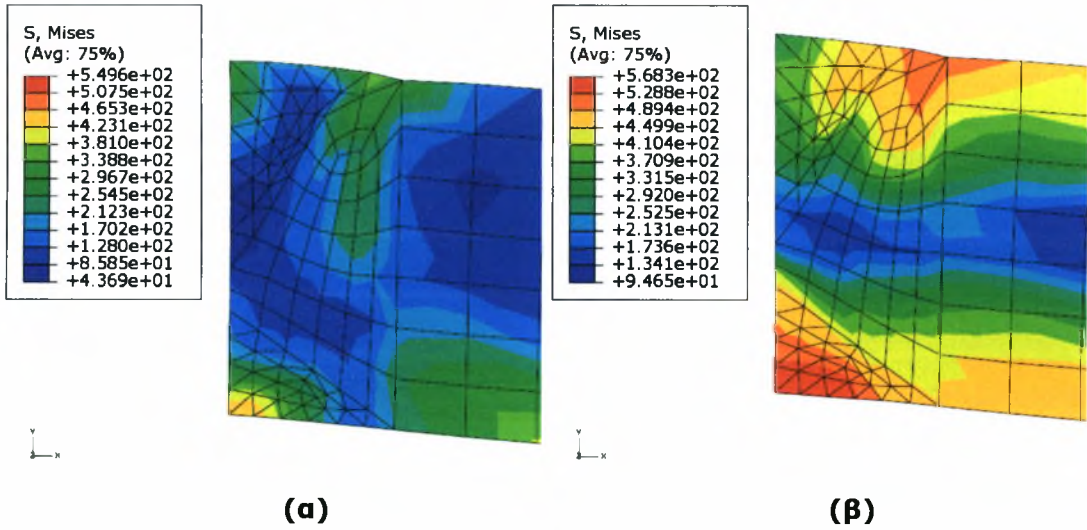 S, Mises
(Avg: 75%)
+5.496e+02
+5.075e+02
+4.653e+02
+4.231e+02
+3.810e+02
+3.388e+02
+2.967e+02
+2.545e+02
+2.123e+02
+1.702e+02
+1.280e+02
+8.585e+01
+4.369e+01
Y
Z X
(α)
S, Mises
(Avg: 75%)
+5.683e+02
+5.288e+02
+4.894e+02
+4.499e+02
+4.104e+02
+3.709e+02
+3.315e+02
+2.920e+02
+2.525e+02
+2.131e+02
+1.736e+02
+1.341e+02
+9.465e+01
Y
Z X
(β)